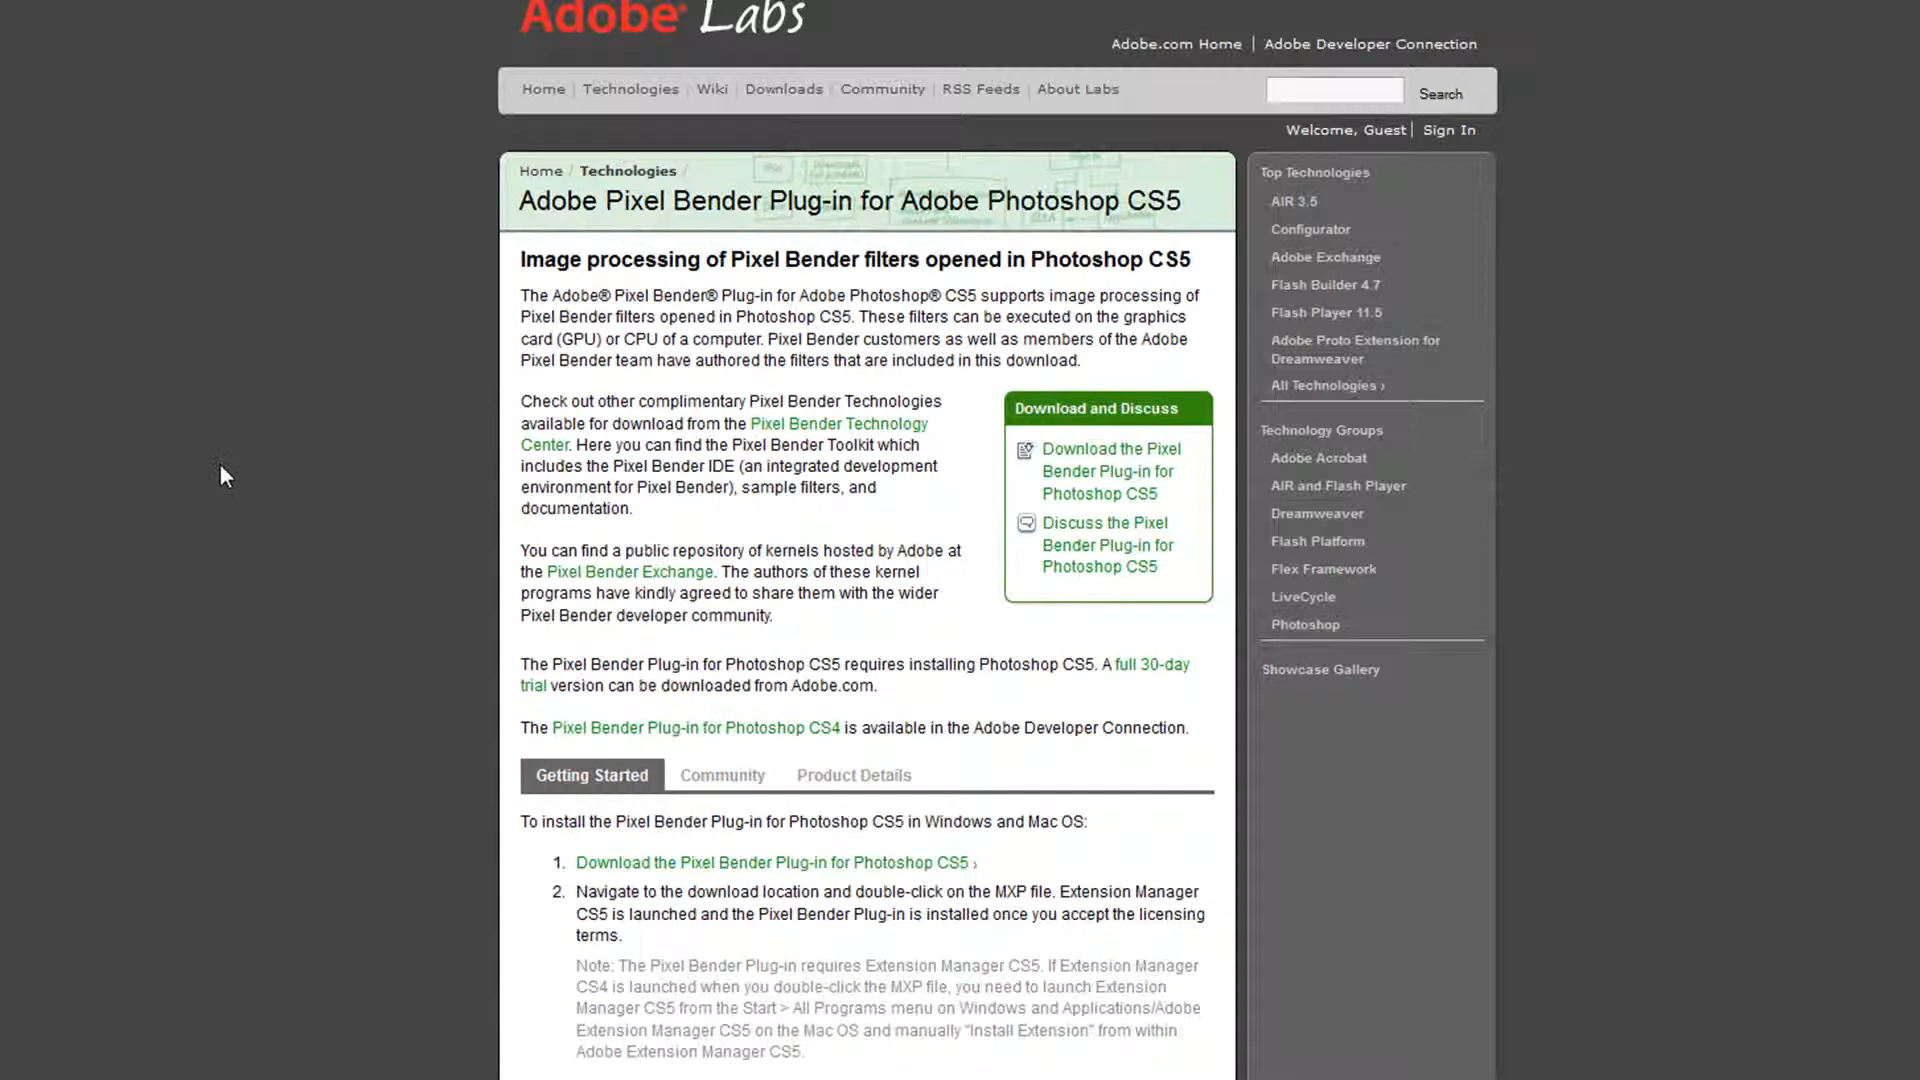 Adobe Labs
Adobe.com Home | Adobe Developer Connection
Home | Technologies | Wiki | Downloads | Community | RSS Feeds | About Labs
Search
Welcome, Guest | Sign In
Home / Technologies /
Adobe Pixel Bender Plug-in for Adobe Photoshop CS5
Image processing of Pixel Bender filters opened in Photoshop CS5
The Adobe® Pixel Bender® Plug-in for Adobe Photoshop® CS5 supports image processing of
Pixel Bender filters opened in Photoshop CS5. These filters can be executed on the graphics
card (GPU) or CPU of a computer. Pixel Bender customers as well as members of the Adobe
Pixel Bender team have authored the filters that are included in this download.
Check out other complimentary Pixel Bender Technologies
available for download from the Pixel Bender Technology
Center. Here you can find the Pixel Bender Toolkit which
includes the Pixel Bender IDE (an integrated development
environment for Pixel Bender), sample filters, and
documentation.
You can find a public repository of kernels hosted by Adobe at
the Pixel Bender Exchange. The authors of these kernel
programs have kindly agreed to share them with the wider
Pixel Bender developer community.
Download and Discuss
Download the Pixel
Bender Plug-in for
Photoshop CS5
Discuss the Pixel
Bender Plug-in for
Photoshop CS5
The Pixel Bender Plug-in for Photoshop CS5 requires installing Photoshop CS5. A full 30-day
trial version can be downloaded from Adobe.com.
The Pixel Bender Plug-in for Photoshop CS4 is available in the Adobe Developer Connection.
Getting Started Community Product Details
To install the Pixel Bender Plug-in for Photoshop CS5 in Windows and Mac OS:
1. Download the Pixel Bender Plug-in for Photoshop CS5 ›
2. Navigate to the download location and double-click on the MXP file. Extension Manager
CS5 is launched and the Pixel Bender Plug-in is installed once you accept the licensing
terms.
Note: The Pixel Bender Plug-in requires Extension Manager CS5. If Extension Manager
CS4 is launched when you double-click the MXP file, you need to launch Extension
Manager CS5 from the Start > All Programs menu on Windows and Applications/Adobe
Extension Manager CS5 on the Mac OS and manually "Install Extension" from within
Adobe Extension Manager CS5.
Top Technologies
AIR 3.5
Configurator
Adobe Exchange
Flash Builder 4.7
Flash Player 11.5
Adobe Proto Extension for
Dreamweaver
All Technologies ›
Technology Groups
Adobe Acrobat
AIR and Flash Player
Dreamweaver
Flash Platform
Flex Framework
LiveCycle
Photoshop
Showcase Gallery